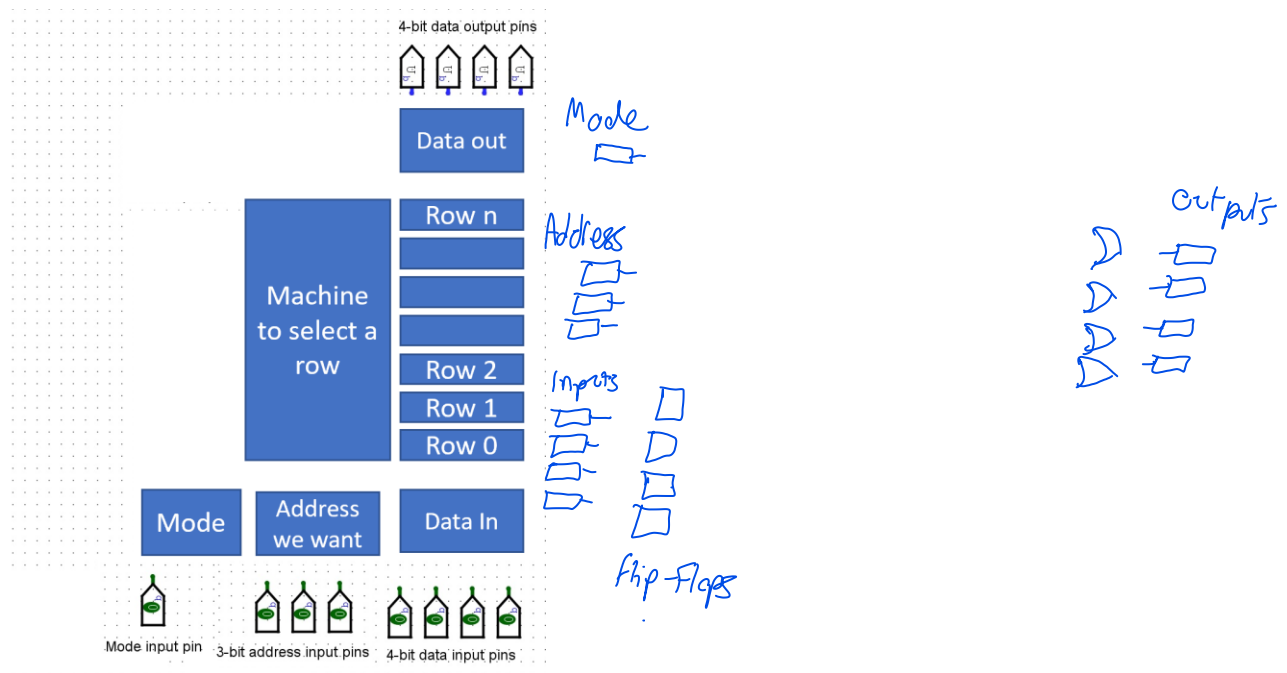 4-bit data output pins
Data out
Row n
Machine
to select a
row
Row 2
Row 1
Row 0
Mode
Address
we want
Data In
Mode input pin
3-bit address input pins
4-bit data input pins
Mode
Address
Inputs
flip-flops
outputs